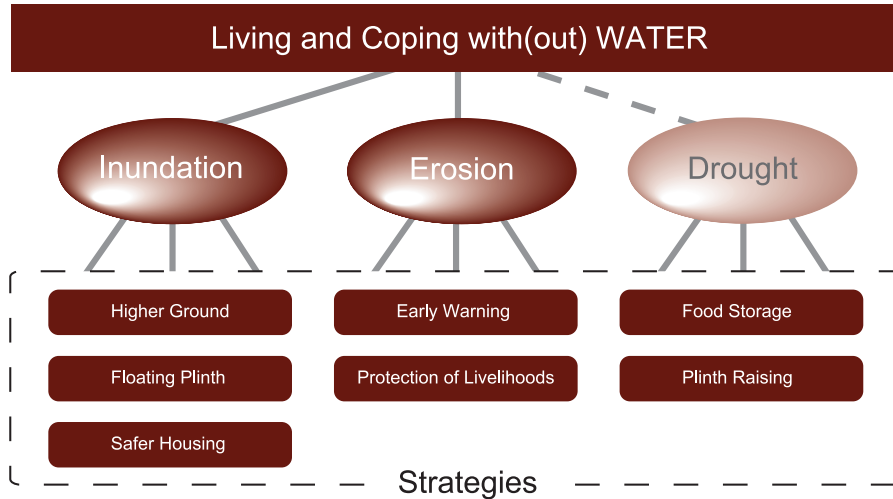 Living and Coping with(out) WATER
Inundation
Erosion
Drought
Higher Ground
Early Warning
Food Storage
Floating Plinth
Protection of Livelihoods
Plinth Raising
Safer Housing
Strategies